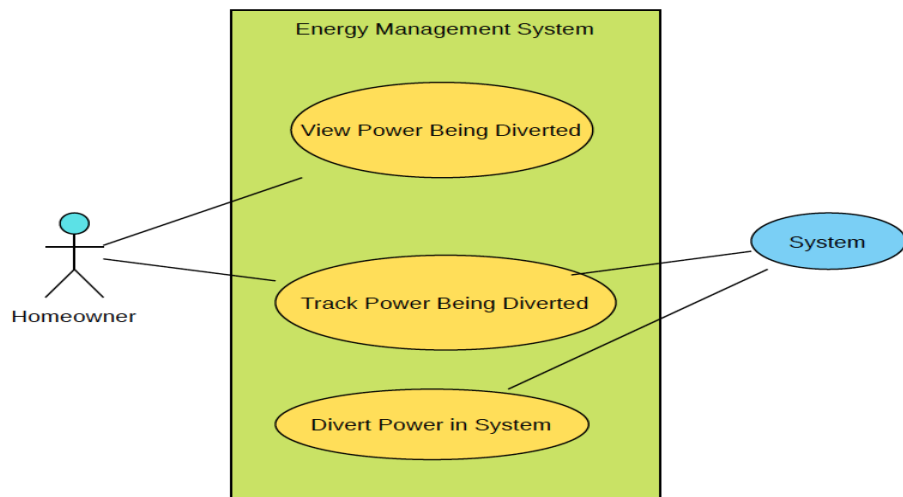 Energy Management System
View Power Being Diverted
System
Track Power Being Diverted
Homeowner
Divert Power in System